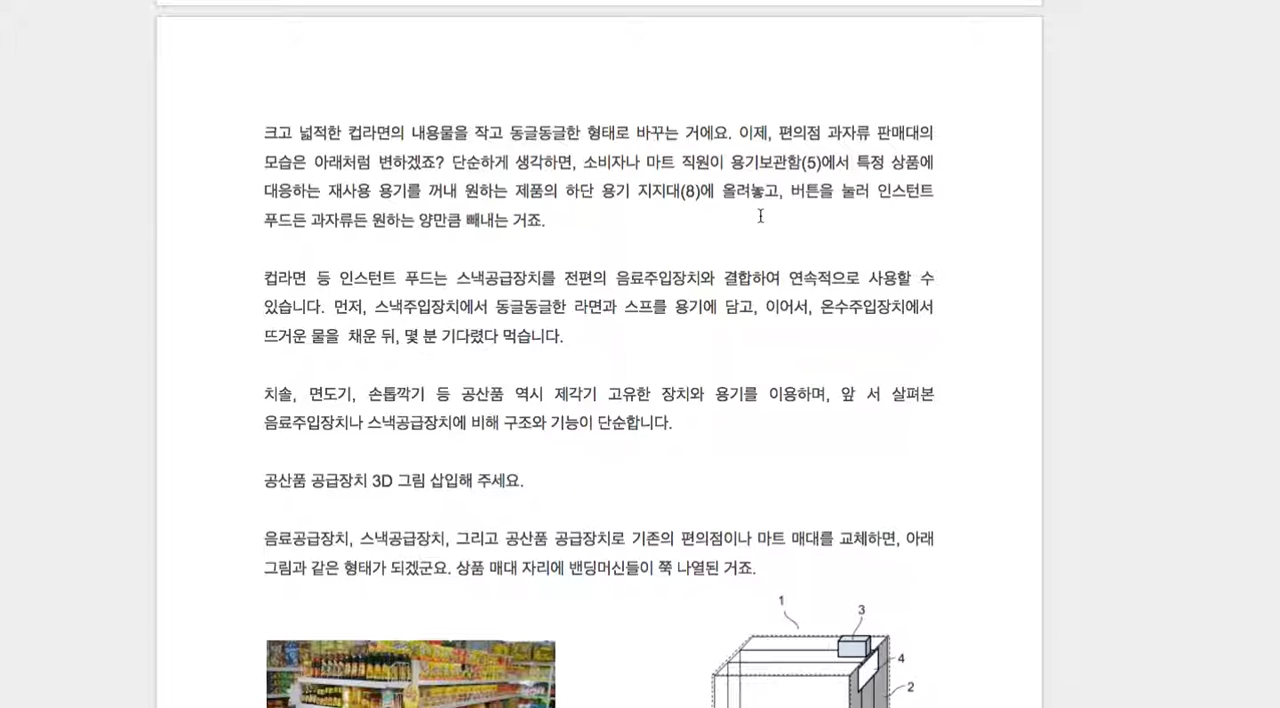 크고 넓적한 컵라면의 내용물을 작고 동글동글한 형태로 바꾸는 거에요. 이제, 편의점 과자류 판매대의
모습은 아래처럼 변하겠죠? 단순하게 생각하면, 소비자나 마트 직원이 용기보관함(5)에서 특정 상품에
대응하는 재사용 용기를 꺼내 원하는 제품의 하단 용기 지지대(8)에 올려놓고, 버튼을 눌러 인스턴트
푸드든 과자류든 원하는 양만큼 빼내는 거죠.
컵라면 등 인스턴트 푸드는 스낵공급장치를 전편의 음료주입장치와 결합하여 연속적으로 사용할 수
있습니다. 먼저, 스낵주입장치에서 동글동글한 라면과 스프를 용기에 담고, 이어서, 온수주입장치에서
뜨거운 물을 채운 뒤, 몇 분 기다렸다 먹습니다.
치솔, 면도기, 손톱깍기 등 공산품 역시 제각기 고유한 장치와 용기를 이용하며, 앞 서 살펴본
음료주입장치나 스낵공급장치에 비해 구조와 기능이 단순합니다.
공산품 공급장치 3D 그림 삽입해 주세요.
음료공급장치, 스낵공급장치, 그리고 공산품 공급장치로 기존의 편의점이나 마트 매대를 교체하면, 아래
그림과 같은 형태가 되겠군요. 상품 매대 자리에 밴딩머신들이 쭉 나열된 거죠.
1
3
4
2